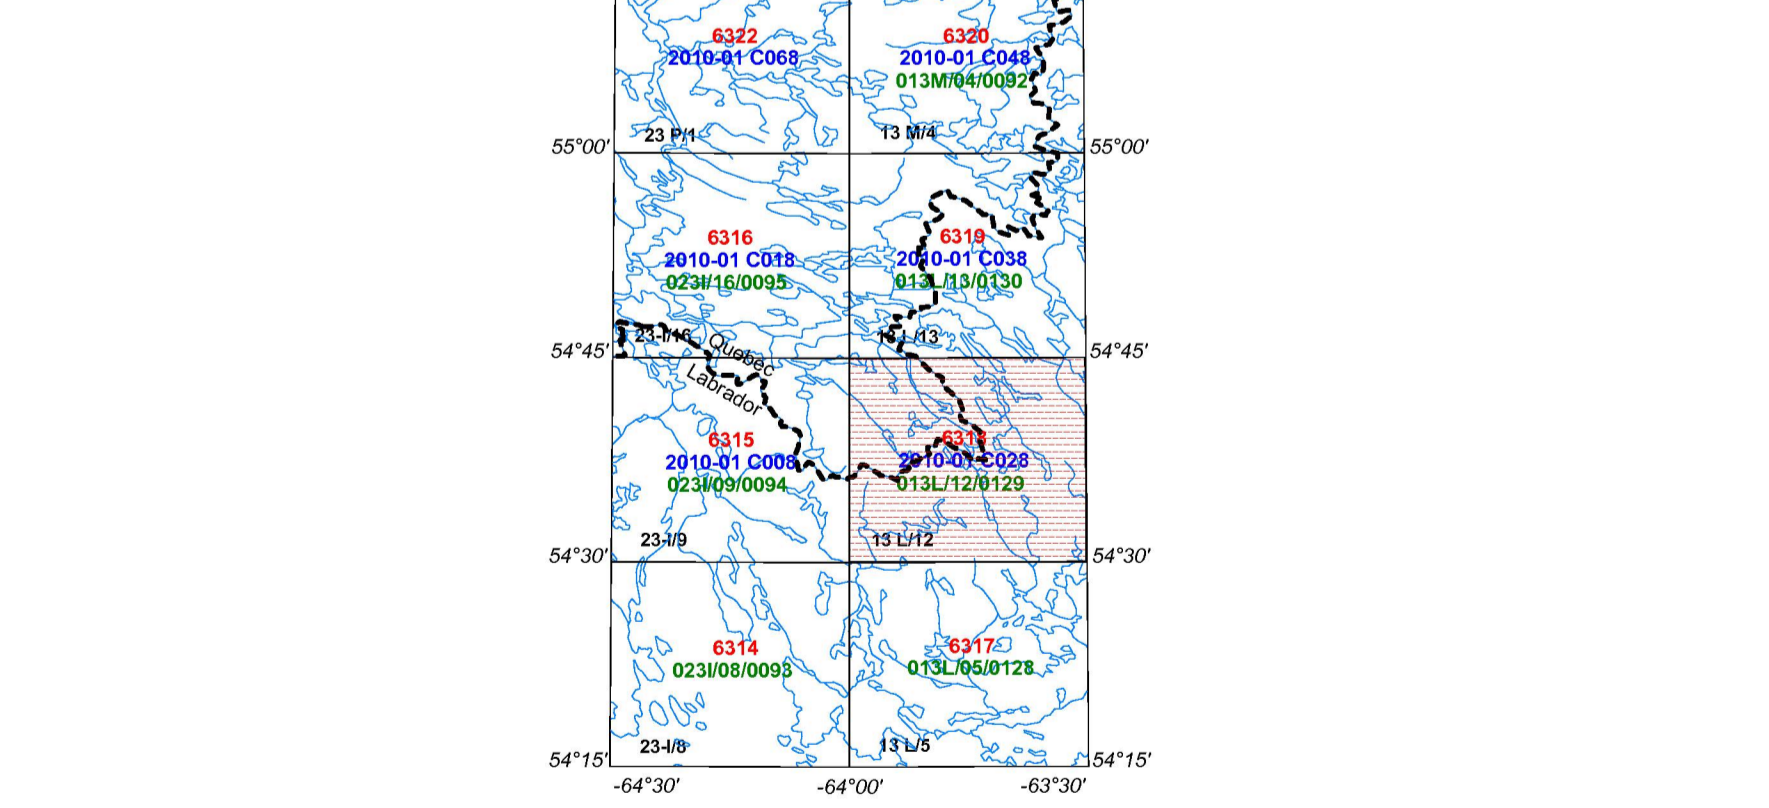 6322
2010-01 C068
23 P/1
6320
2010-01 C048
013M/04/0092
13 M/4
55°00'
55°00'
6316
2010-01 C018
023I/16/0095
23-I/16
6319
2010-01 C038
013L/13/0130
13 L/13
Quebec
Labrador
54°45'
54°45'
6315
2010-01 C008
023I/09/0094
23-I/9
6318
2010-01 C028
013L/12/0129
13 L/12
54°30'
54°30'
6314
023I/08/0093
23-I/8
6317
013L/05/0128
13 L/5
54°15'
54°15'
-64°30'
-64°00'
-63°30'